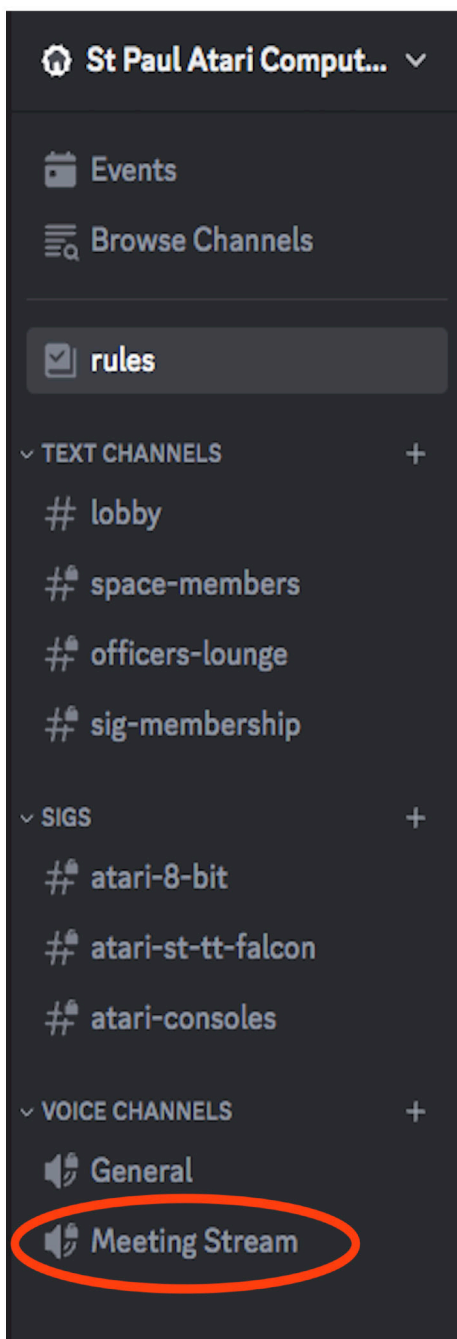 St Paul Atari Comput...
Events
Browse Channels
rules
TEXT CHANNELS +
# lobby
# space-members
# officers-lounge
# sig-membership
SIGS +
# atari-8-bit
# atari-st-tt-falcon
# atari-consoles
VOICE CHANNELS +
General
Meeting Stream